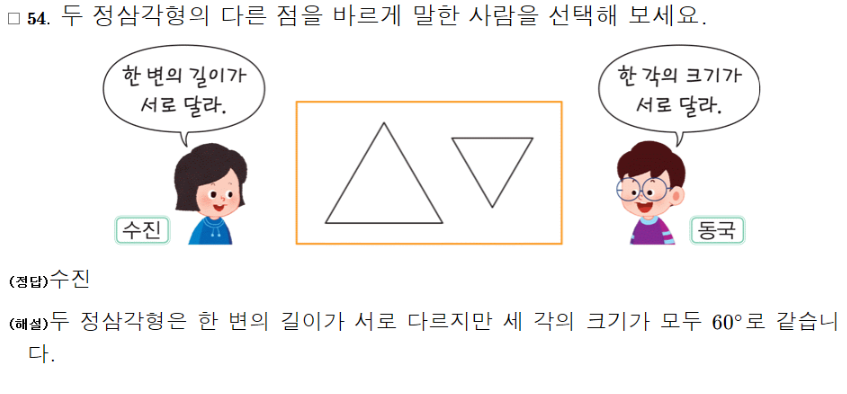 □ 54. 두 정삼각형의 다른 점을 바르게 말한 사람을 선택해 보세요.
한 변의 길이가
서로 달라.
한 각의 크기가
서로 달라.
수진
동국
(정답)수진
(해설)두 정삼각형은 한 변의 길이가 서로 다르지만 세 각의 크기가 모두 60°로 같습니
다.